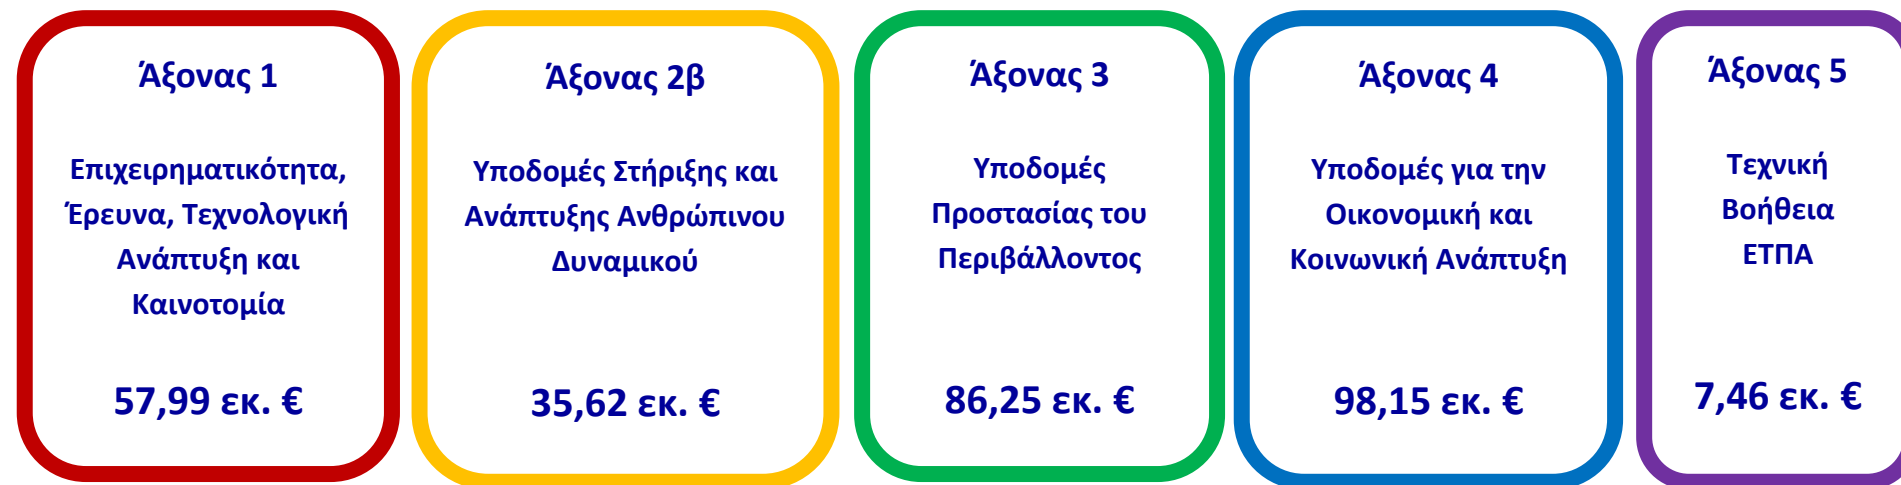 Άξονας 1
Επιχειρηματικότητα,
Έρευνα, Τεχνολογική
Ανάπτυξη και
Καινοτομία
57,99 εκ. €
Άξονας 2β
Υποδομές Στήριξης και
Ανάπτυξης Ανθρώπινου
Δυναμικού
35,62 εκ. €
Άξονας 3
Υποδομές
Προστασίας του
Περιβάλλοντος
86,25 εκ. €
Άξονας 4
Υποδομές για την
Οικονομική και
Κοινωνική Ανάπτυξη
98,15 εκ. €
Άξονας 5
Τεχνική
Βοήθεια
ΕΤΠΑ
7,46 εκ. €